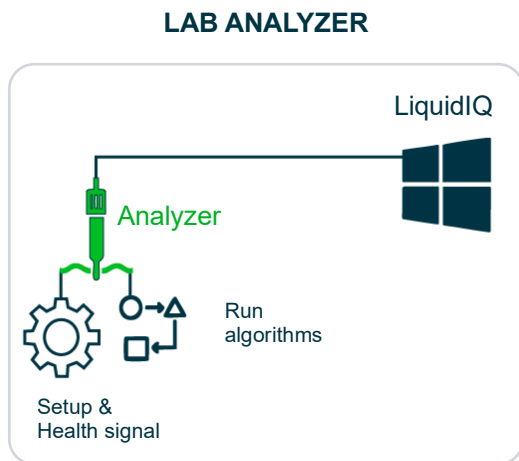 LAB ANALYZER
LiquidIQ
Analyzer
Run
algorithms
Setup &
Health signal